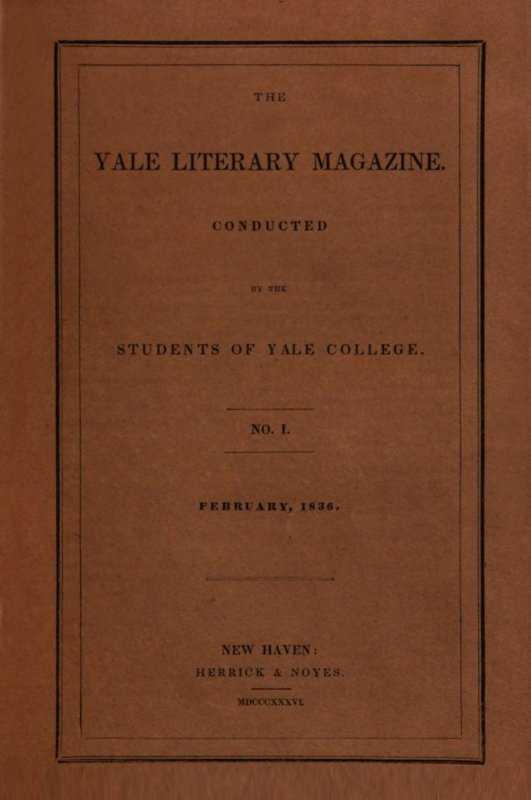 THE
YALE LITERARY MAGAZINE.
CONDUCTED
BY THE
STUDENTS OF YALE COLLEGE.
NO. I.
FEBRUARY, 1836.
NEW HAVEN:
HERRICK & NOYES.
MDCCCXXXVI.